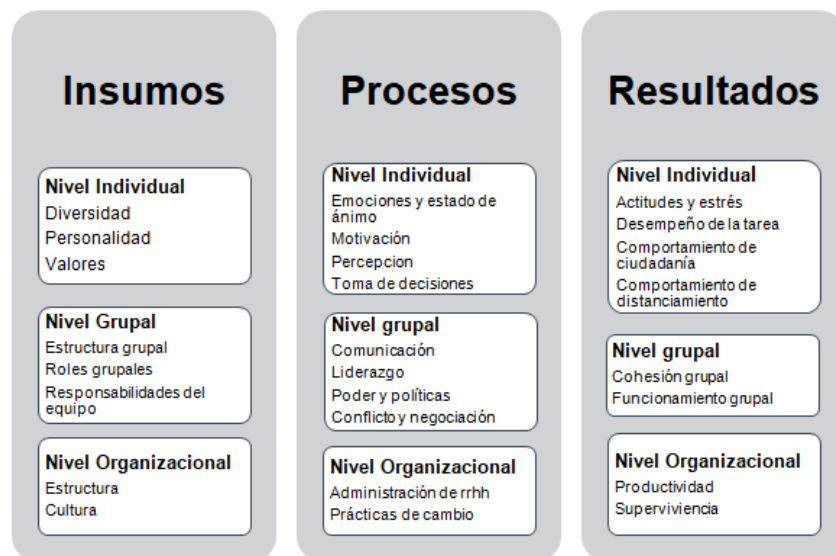 Insumos
Nivel Individual
Diversidad
Personalidad
Valores
Nivel Grupal
Estructura grupal
Roles grupales
Responsabilidades del
equipo
Nivel Organizacional
Estructura
Cultura
Procesos
Nivel Individual
Emociones y estado de
ánimo
Motivación
Percepcion
Toma de decisiones
Nivel grupal
Comunicación
Liderazgo
Poder y políticas
Conflicto y negociación
Nivel Organizacional
Administración de rrhh
Prácticas de cambio
Resultados
Nivel Individual
Actitudes y estrés
Desempeño de la tarea
Comportamiento de
ciudadanía
Comportamiento de
distanciamiento
Nivel grupal
Cohesión grupal
Funcionamiento grupal
Nivel Organizacional
Productividad
Superviviencia